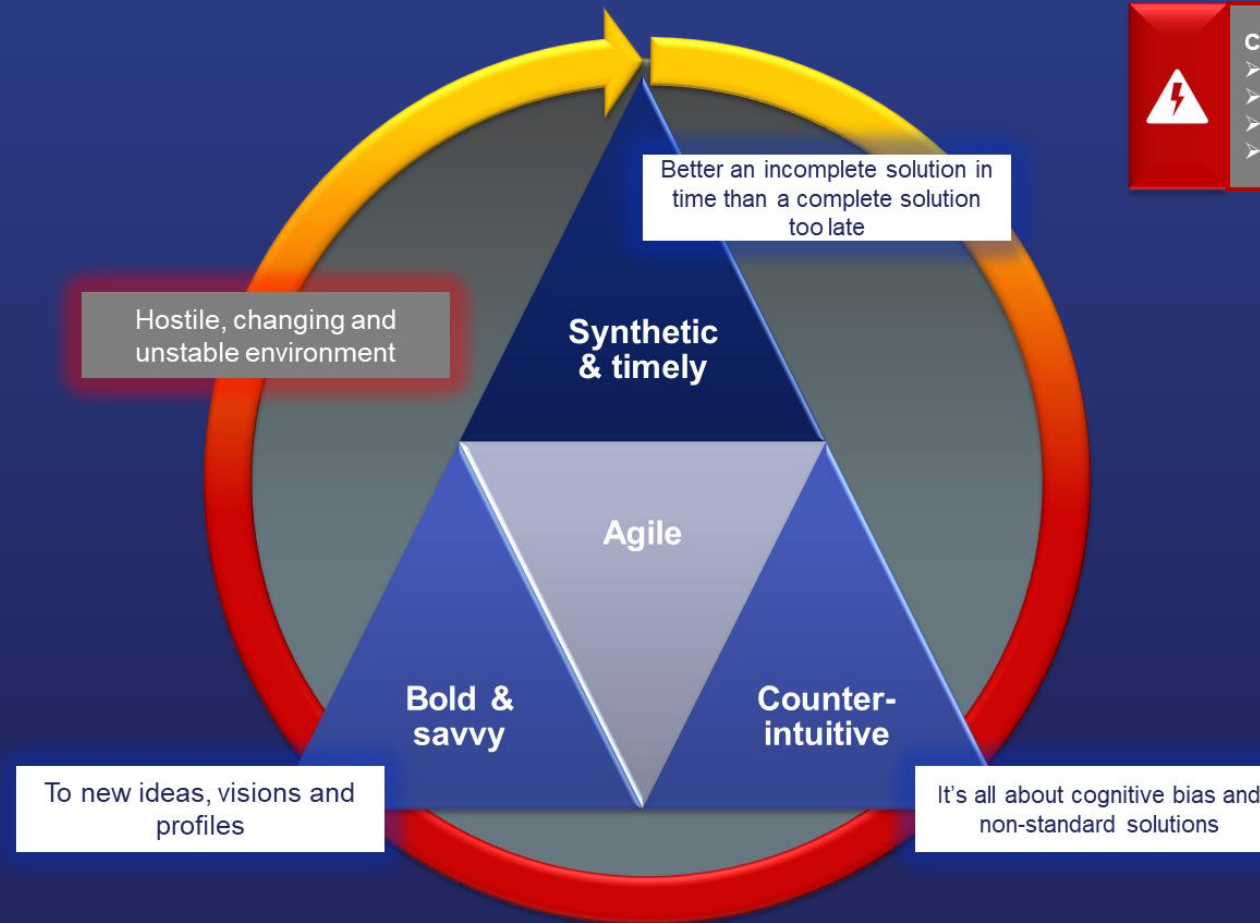 Better an incomplete solution in
time than a complete solution
too late
Hostile, changing and
unstable environment
Synthetic
& timely
Agile
Bold &
savvy
Counter-
intuitive
To new ideas, visions and
profiles
It's all about cognitive bias and
non-standard solutions